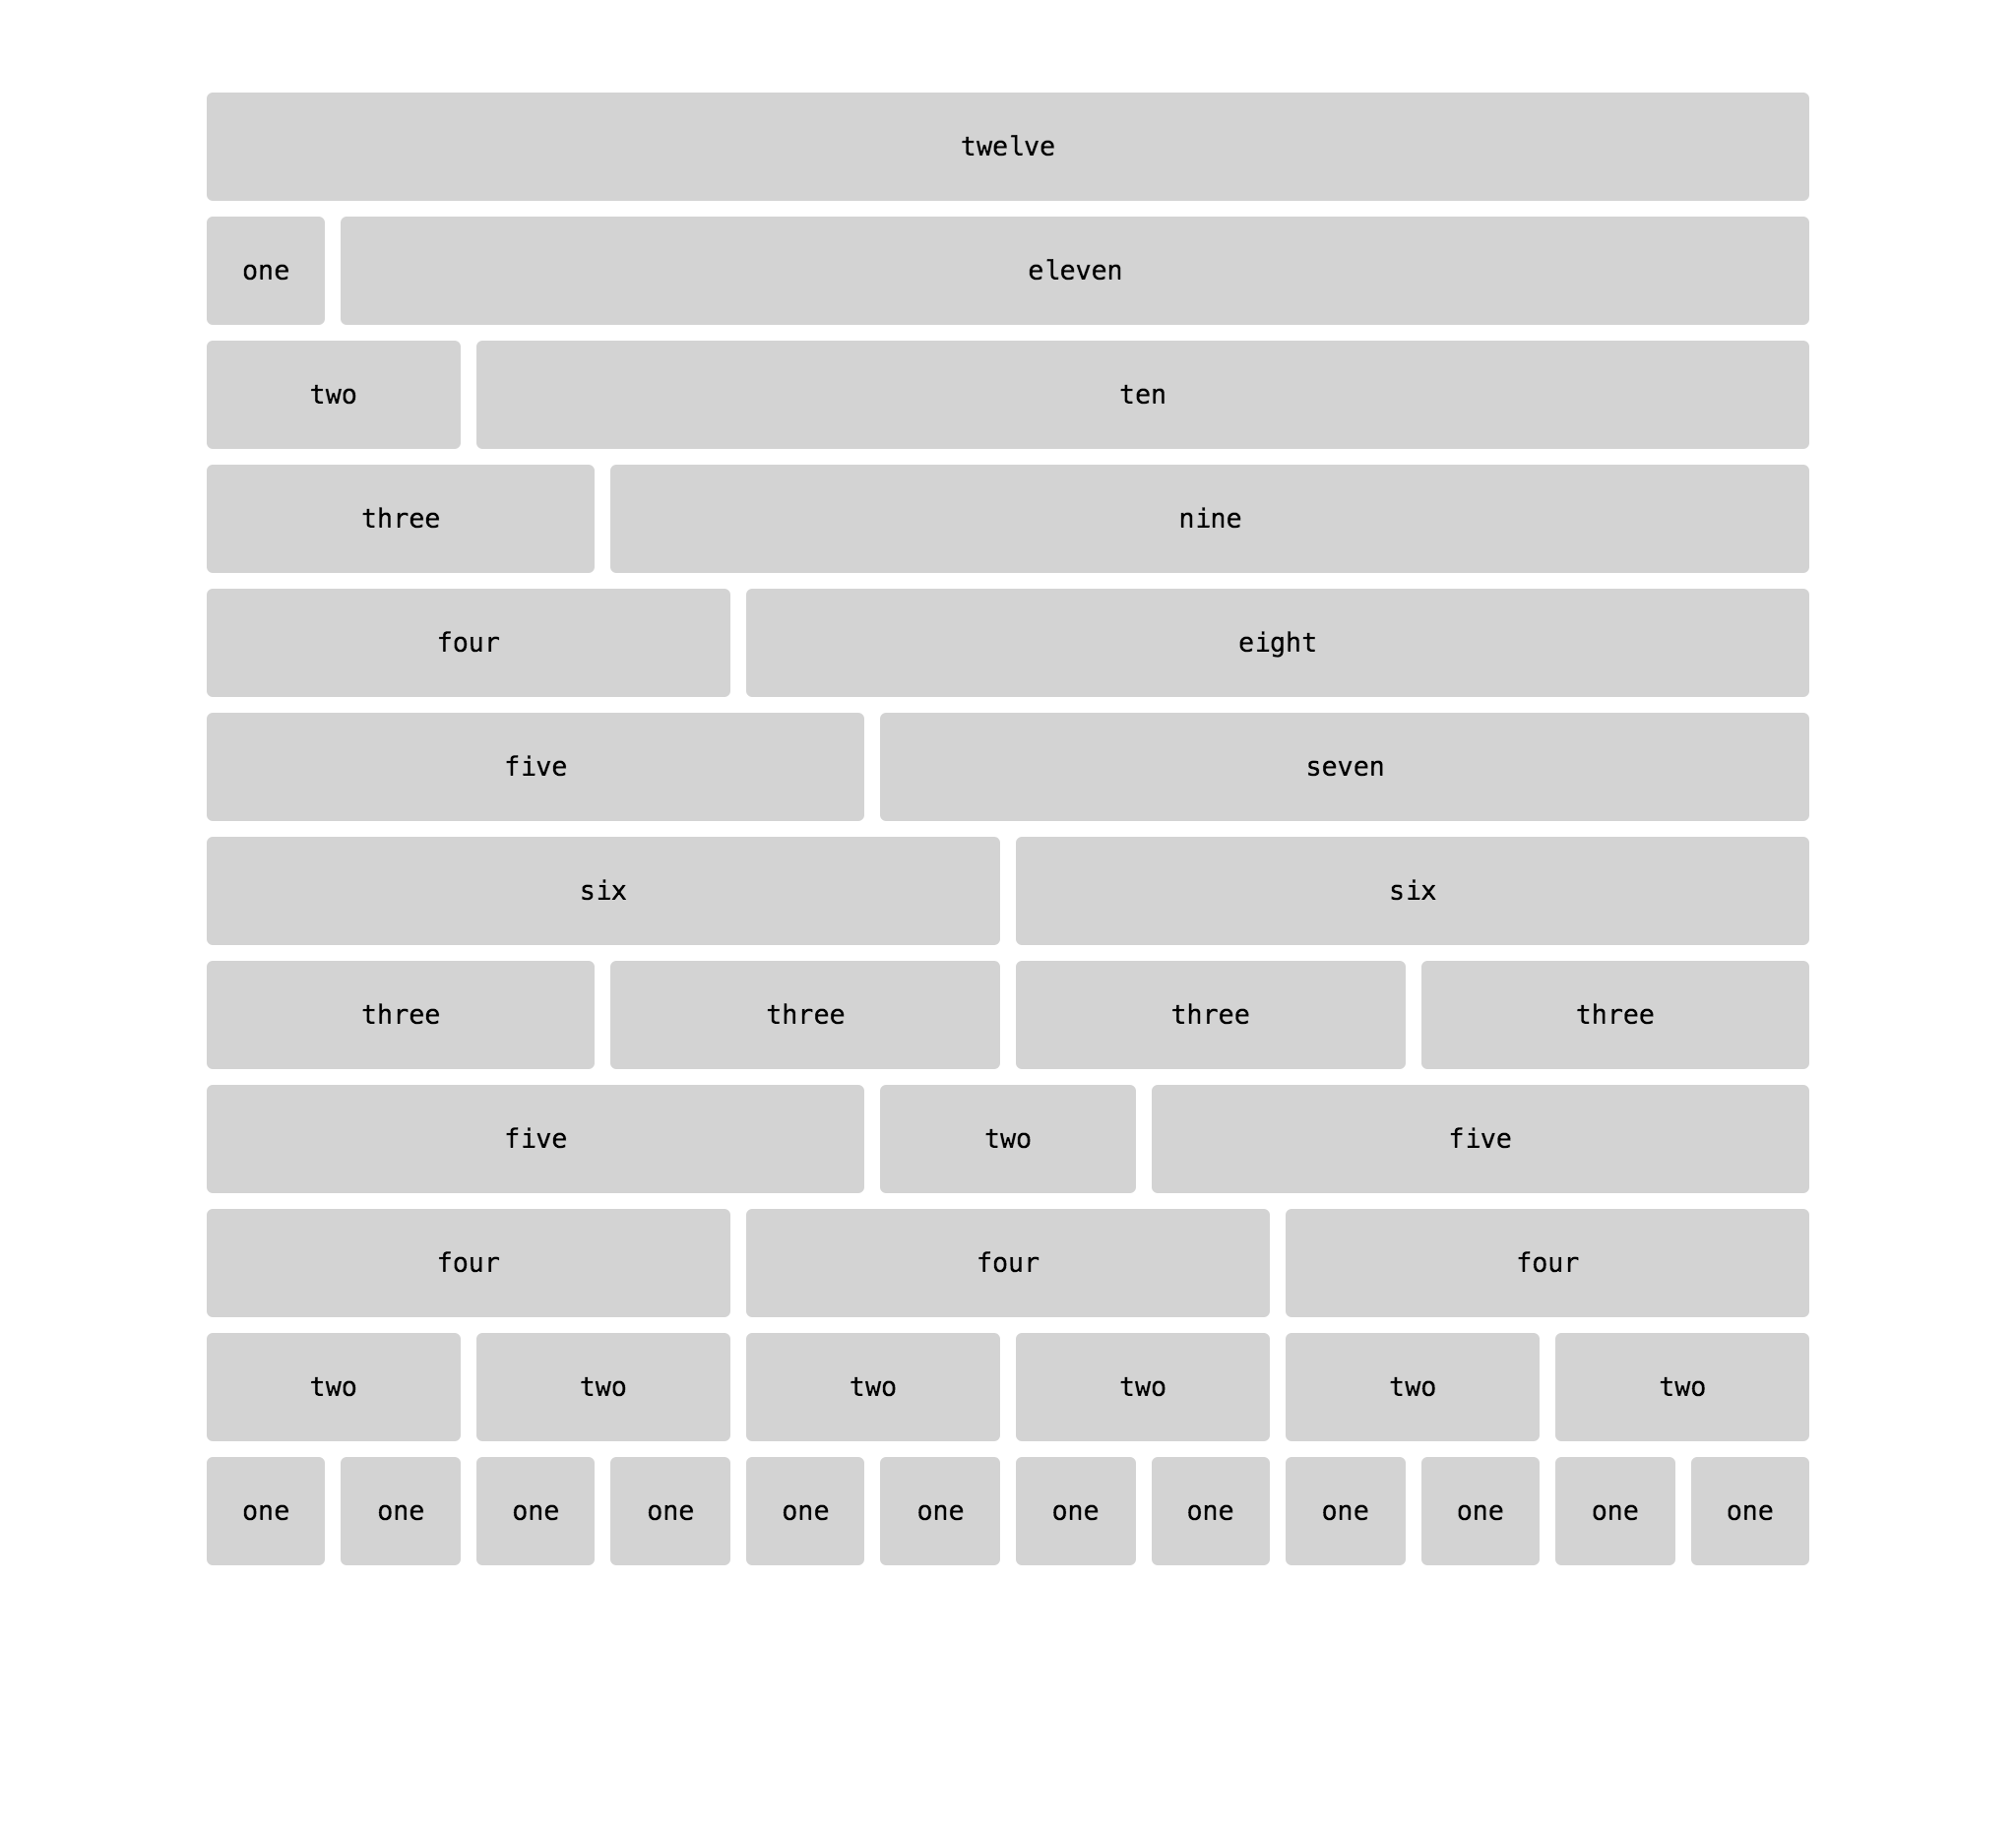 twelve
one eleven
two ten
three nine
four eight
five seven
six six
three three three three
five two five
four four four
two two two two two two
one one one one one one one one one one one one